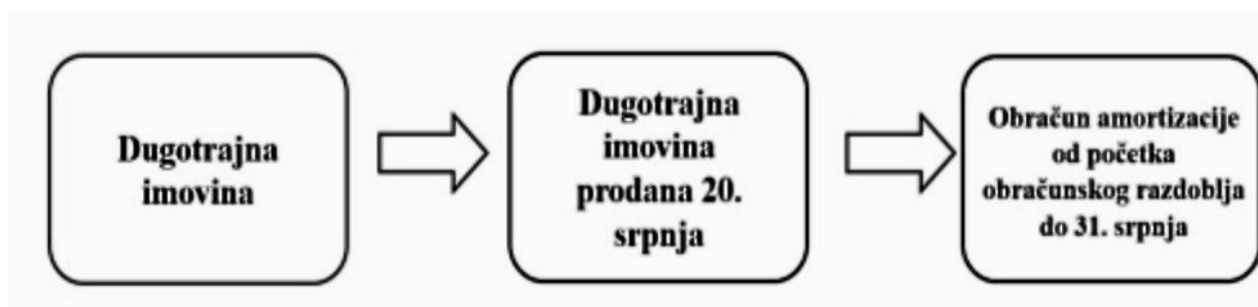 Dugotrajna
imovina
Dugotrajna
imovina
prodana 20.
srpnja
Obračun amortizacije
od početka
obračunskog razdoblja
do 31. srpnja